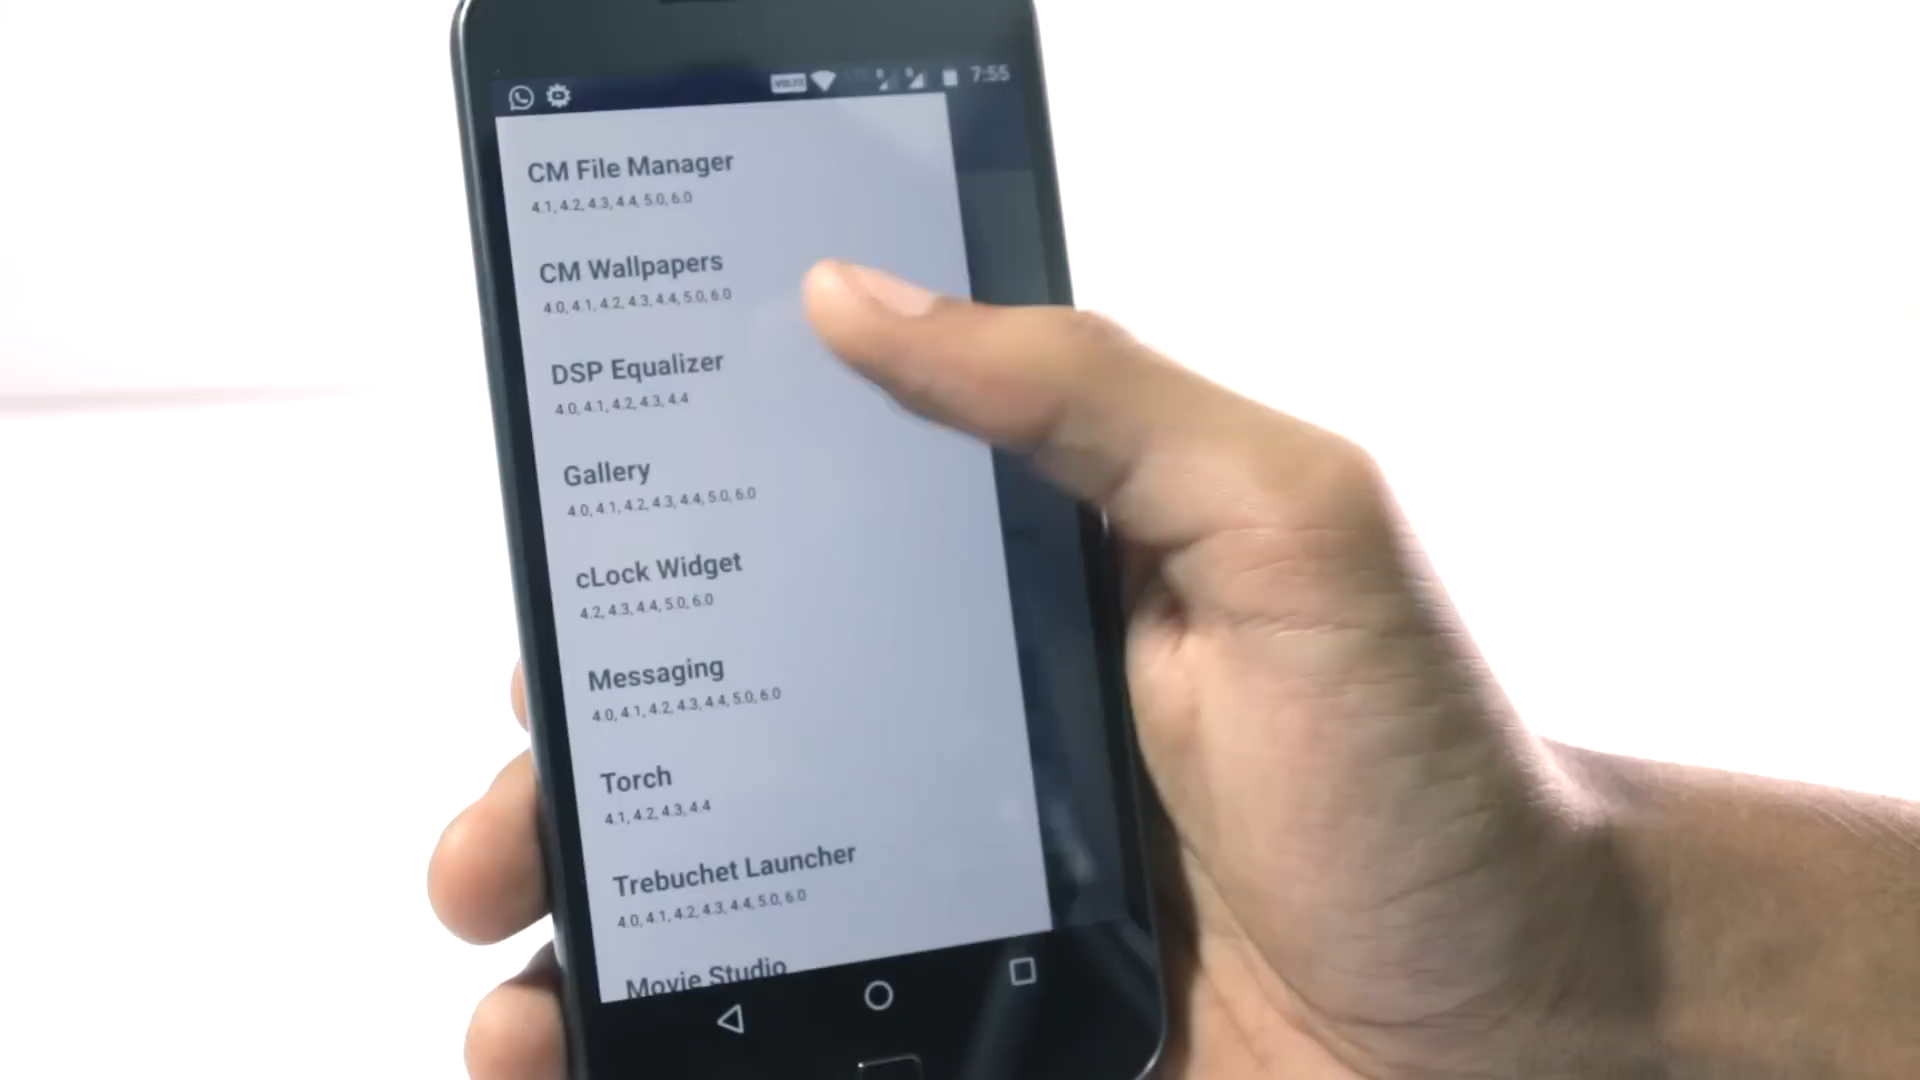 VoLTE 7:55
CM File Manager
4.1, 4.2, 4.3, 4.4, 5.0, 6.0
CM Wallpapers
4.0, 4.1, 4.2, 4.3, 4.4, 5.0, 6.0
DSP Equalizer
4.0, 4.1, 4.2, 4.3, 4.4
Gallery
4.0, 4.1, 4.2, 4.3, 4.4, 5.0, 6.0
cLock Widget
4.2, 4.3, 4.4, 5.0, 6.0
Messaging
4.0, 4.1, 4.2, 4.3, 4.4, 5.0, 6.0
Torch
4.1, 4.2, 4.3, 4.4
Trebuchet Launcher
4.0, 4.1, 4.2, 4.3, 4.4, 5.0, 6.0
Movie Studio